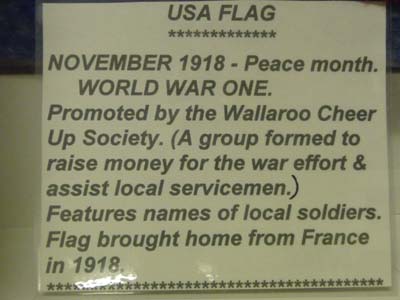 USA FLAG
*************
NOVEMBER 1918 - Peace month.
WORLD WAR ONE.
Promoted by the Wallaroo Cheer
Up Society. (A group formed to
raise money for the war effort &
assist local servicemen.)
Features names of local soldiers.
Flag brought home from France
in 1918.
****************************************